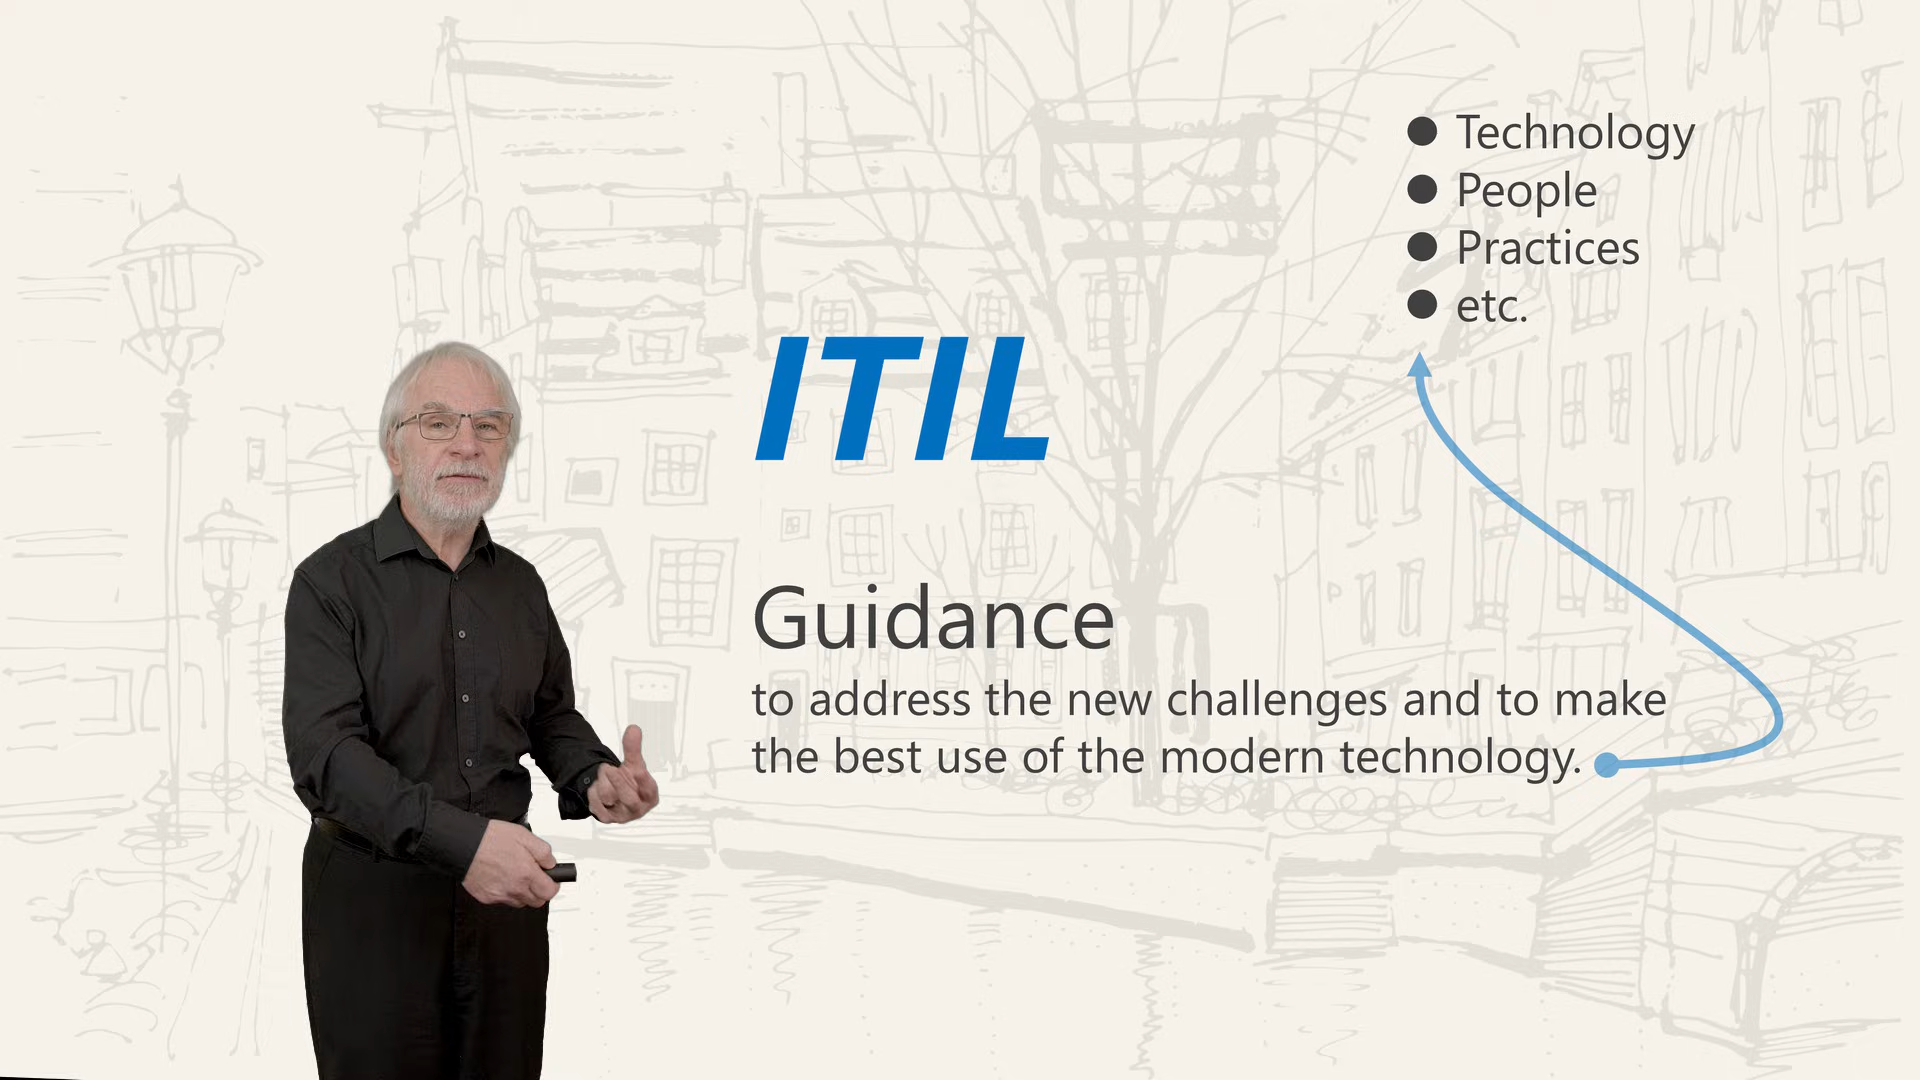 ● Technology
● People
● Practices
● etc.
ITIL
Guidance
to address the new challenges and to make
the best use of the modern technology.